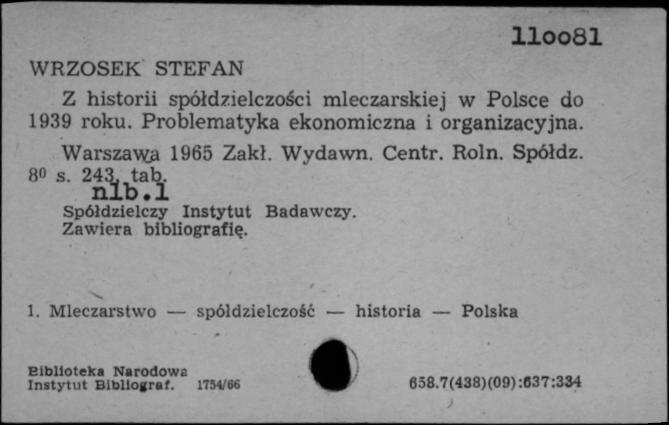 110081
WRZOSEK STEFAN
Z historii spółdzielczości mleczarskiej w Polsce do
1939 roku. Problematyka ekonomiczna i organizacyjna.
Warszawa 1965 Zakł. Wydawn. Centr. Roln. Spółdz.
8⁰ s. 243, tab.
nlb.1
Spółdzielczy Instytut Badawczy.
Zawiera bibliografię.
1. Mleczarstwo — spółdzielczość — historia — Polska
Biblioteka Narodowa
Instytut Bibliograf. 1754/66
658.7(438)(09):637:334